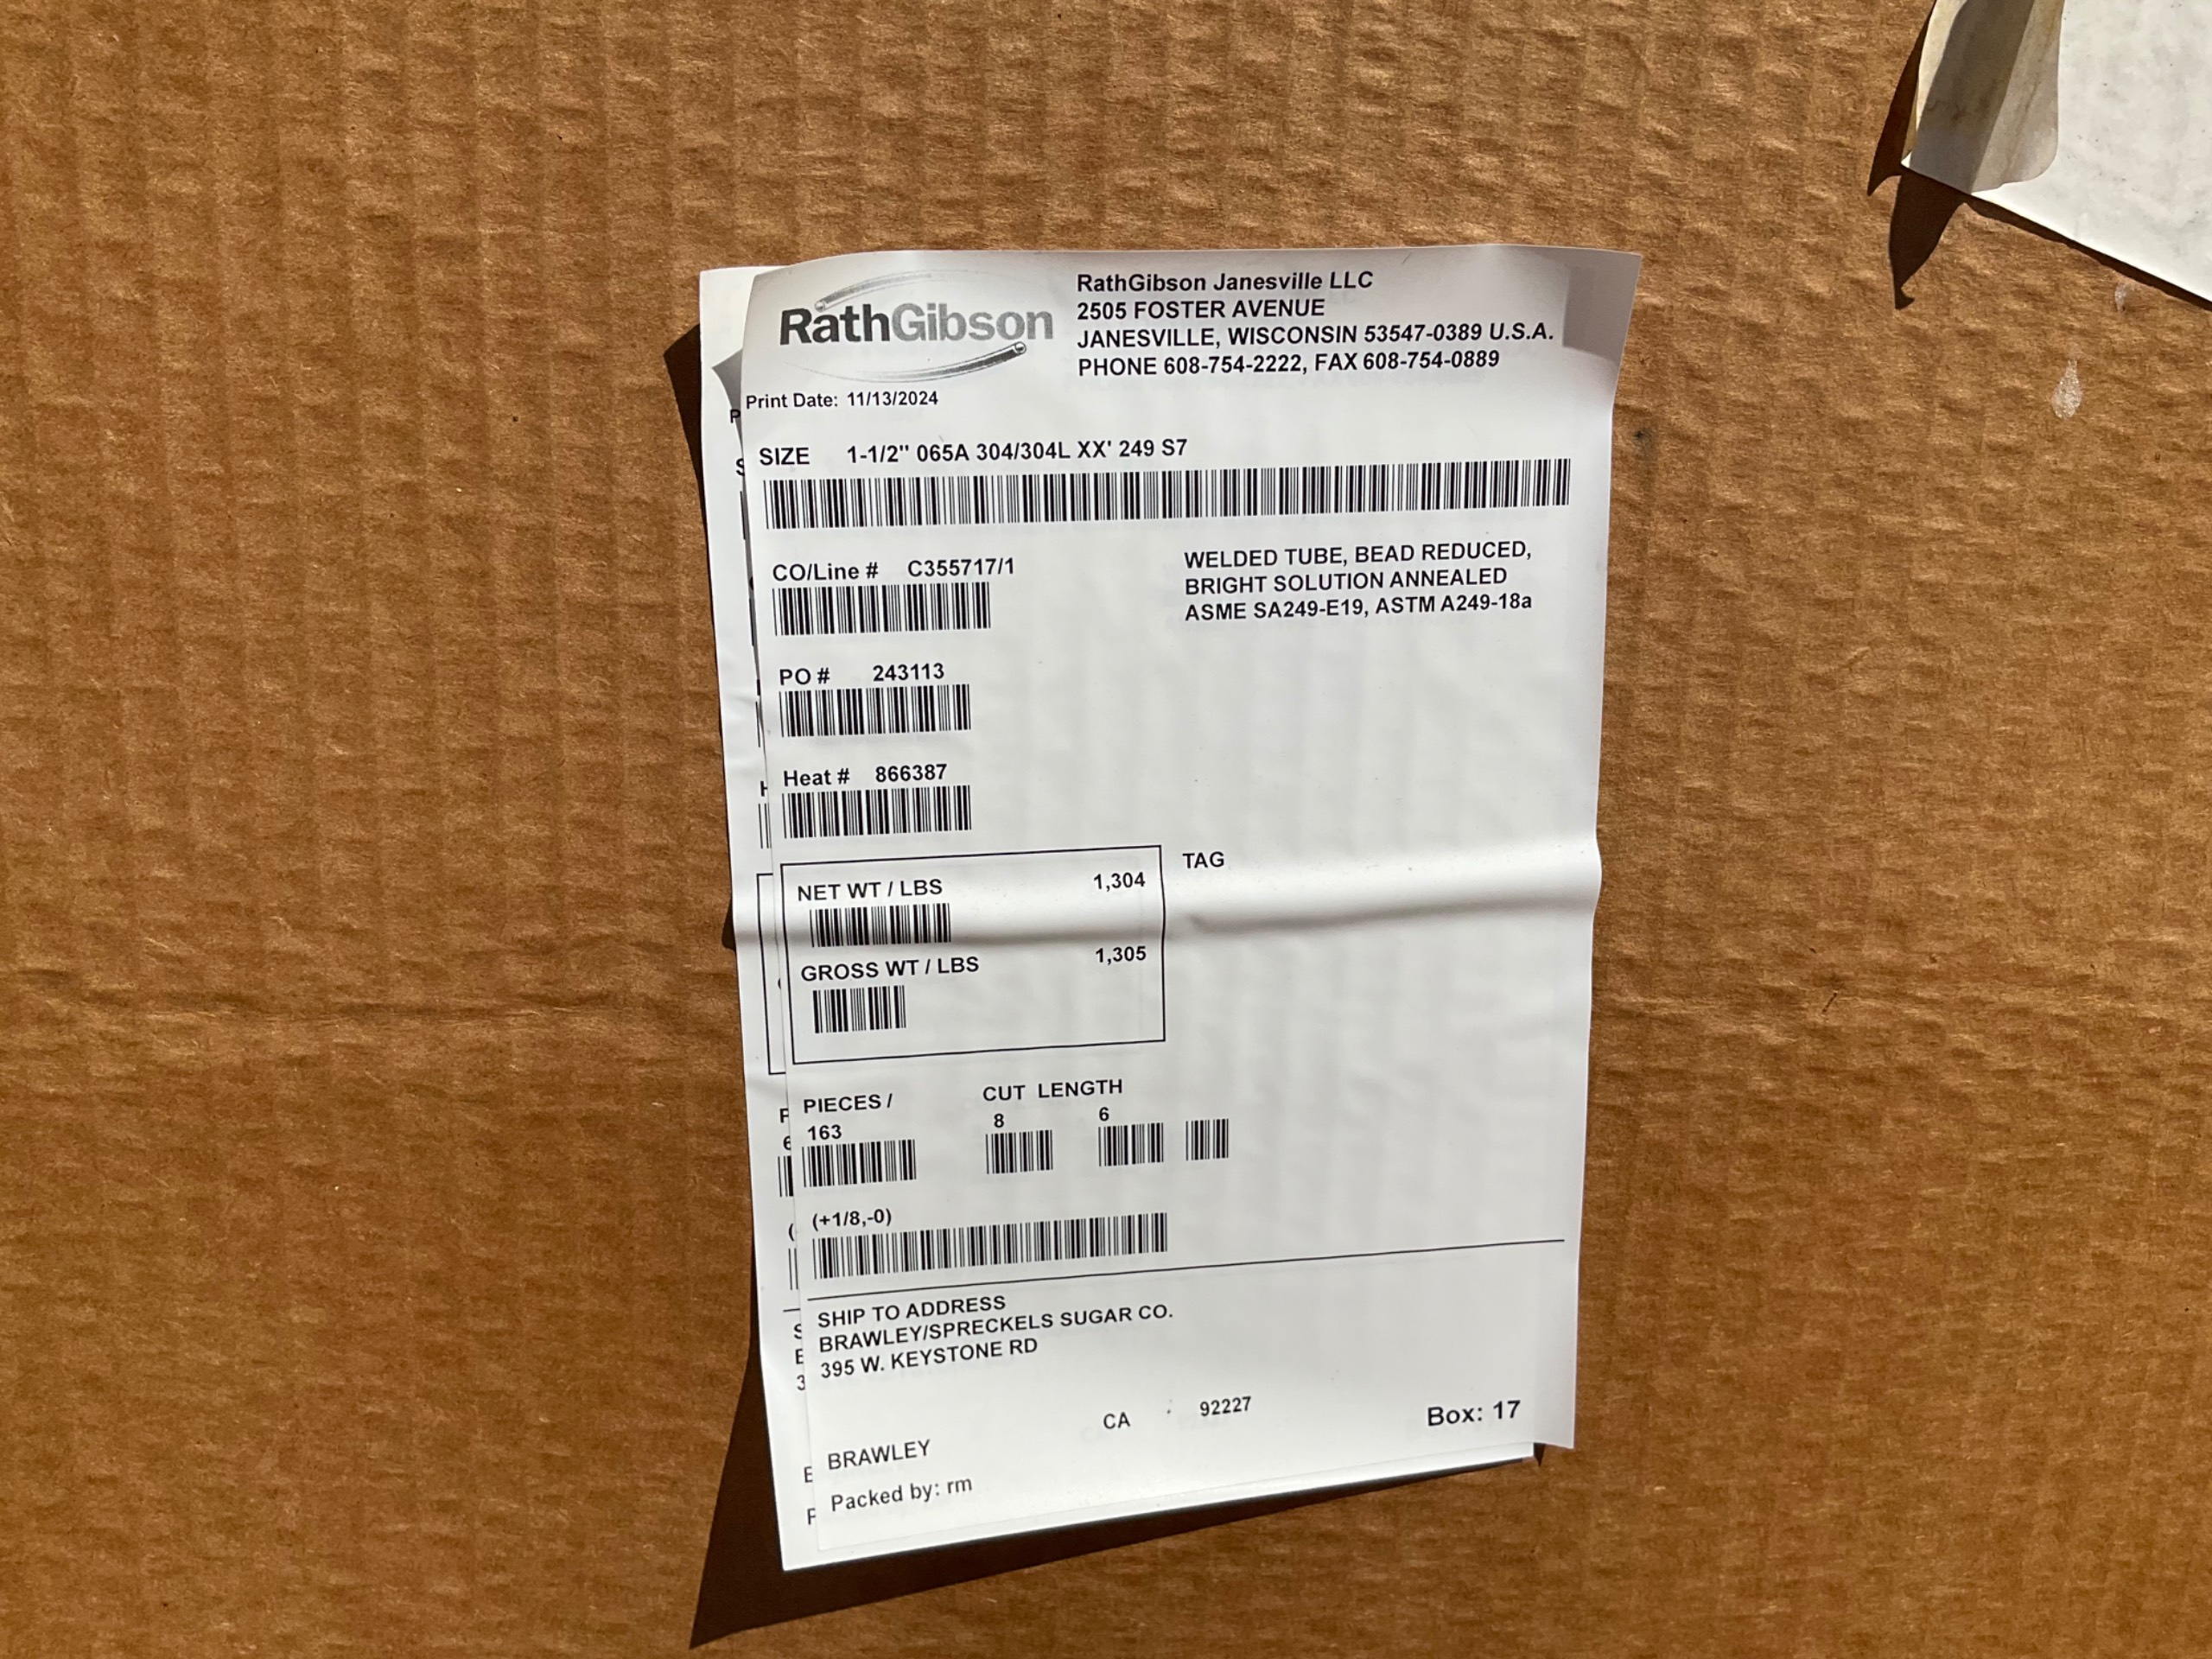 RathGibson
RathGibson Janesville LLC
2505 FOSTER AVENUE
JANESVILLE, WISCONSIN 53547-0389 U.S.A.
PHONE 608-754-2222, FAX 608-754-0889
Print Date: 11/13/2024
SIZE 1-1/2" 065A 304/304L XX' 249 S7
CO/Line # C355717/1
WELDED TUBE, BEAD REDUCED,
BRIGHT SOLUTION ANNEALED
ASME SA249-E19, ASTM A249-18a
PO # 243113
Heat # 866387
TAG
NET WT / LBS 1,304
GROSS WT / LBS 1,305
PIECES / CUT LENGTH
163 8 6
(+1/8,-0)
SHIP TO ADDRESS
BRAWLEY/SPRECKELS SUGAR CO.
395 W. KEYSTONE RD
BRAWLEY CA 92227
Box: 17
Packed by: rm